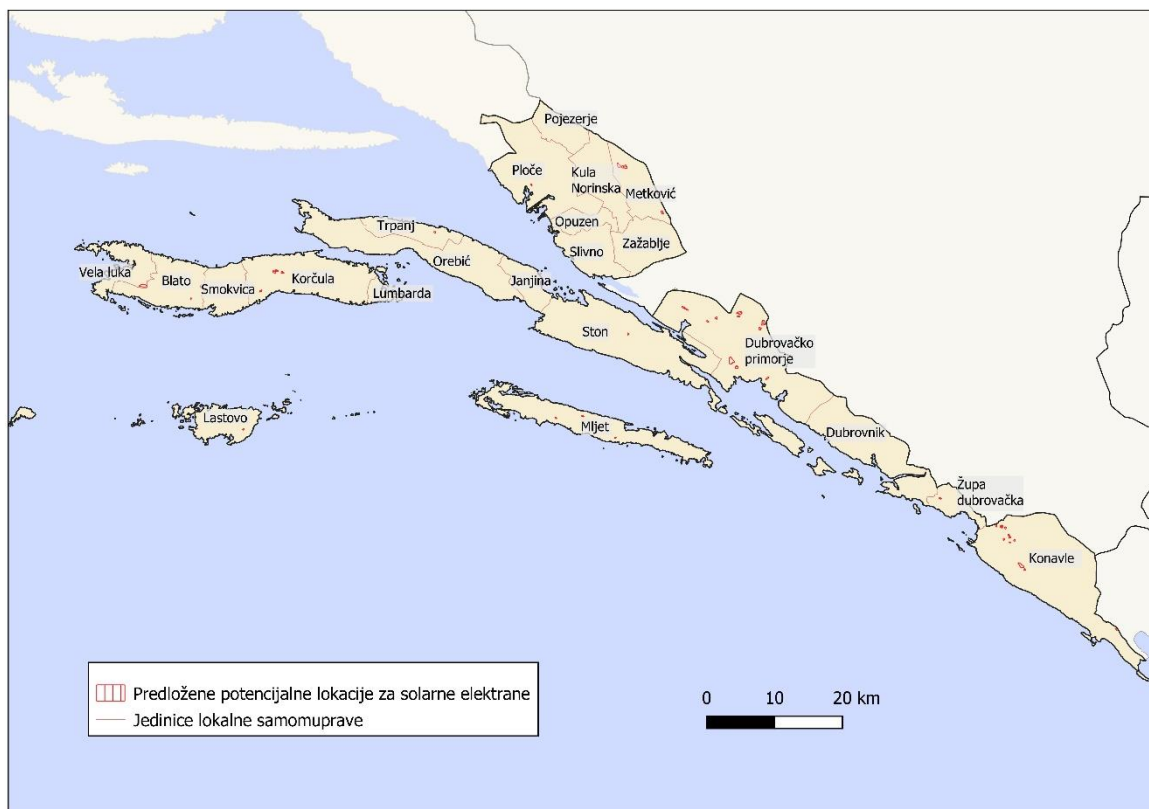 Pojezerje
Ploče
Kula
Norinska
Metković
Opuzen
Slivno
Zažablje
Trpanj
Orebić
Janjina
Vela luka
Blato
Smokvica
Korčula
Lumbarda
Ston
Dubrovačko
primorje
Lastovo
Mljet
Dubrovnik
Župa
dubrovačka
Konavle
Predložene potencijalne lokacije za solarne elektrane
Jedinice lokalne samomuprave
0 10 20 km